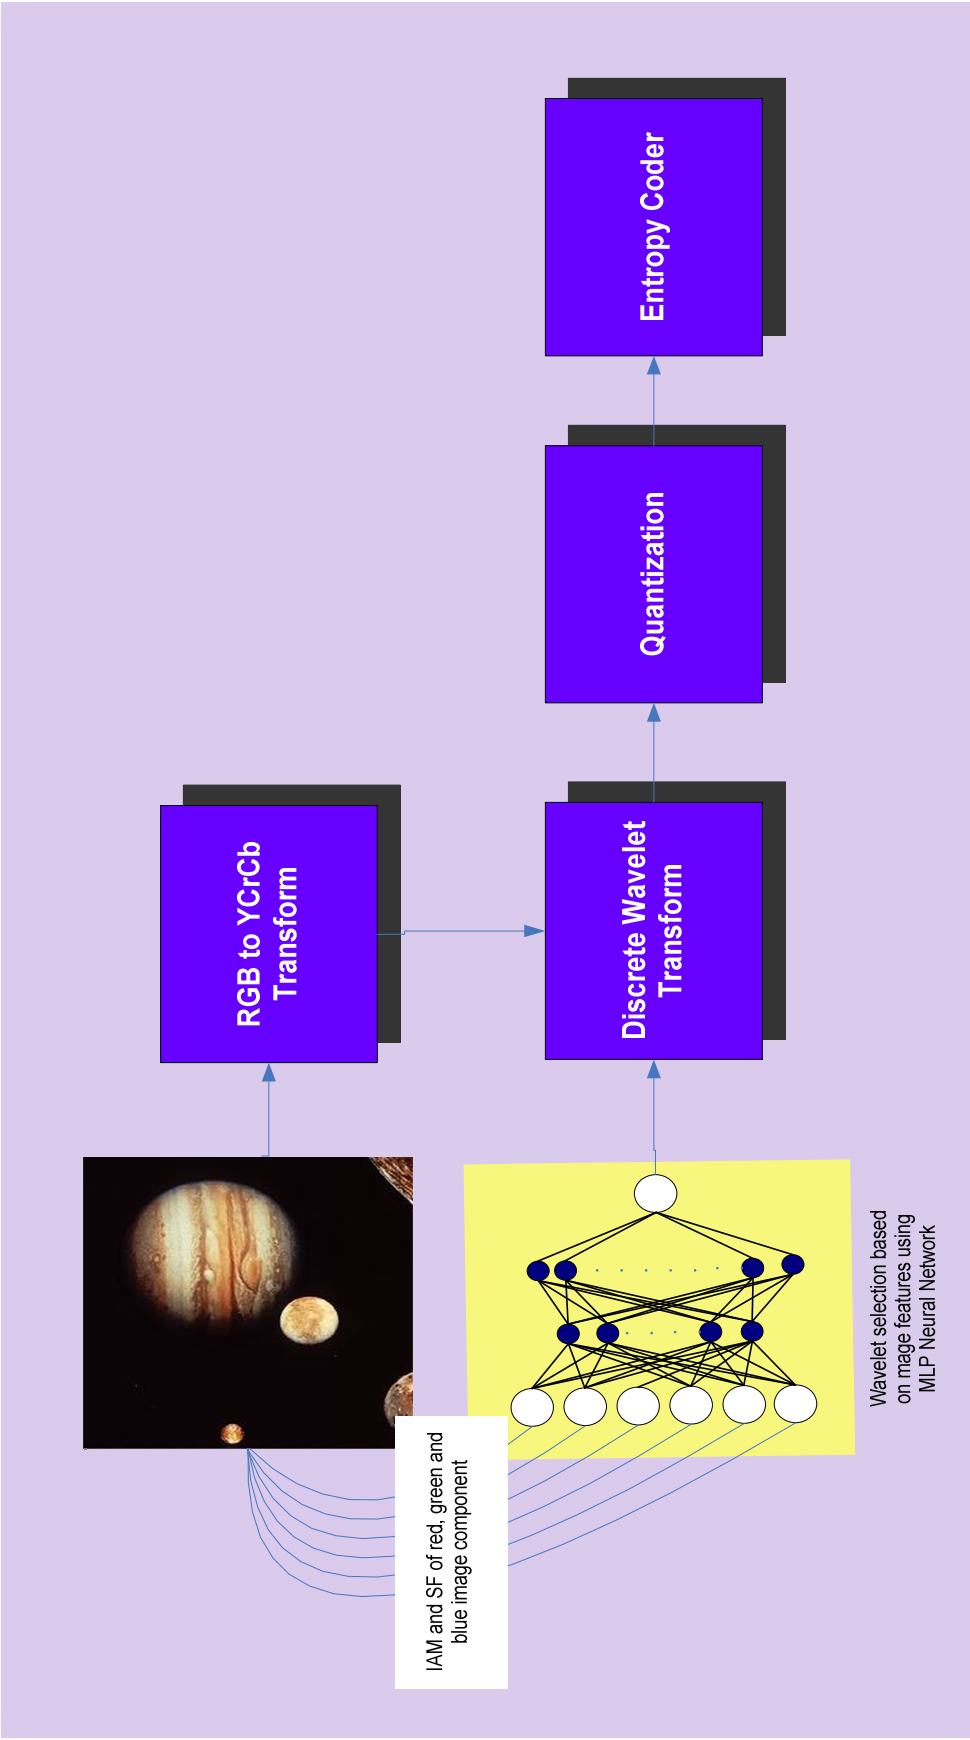 IAM and SF of red, green and
blue image component
RGB to YCrCb
Transform
Wavelet selection based
on mage features using
MLP Neural Network
Discrete Wavelet
Transform
Quantization
Entropy Coder